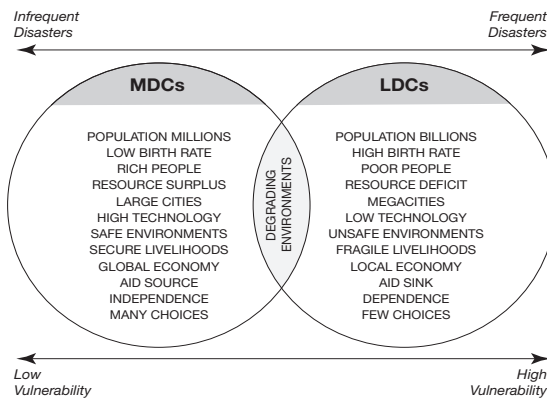 Infrequent
Disasters
Frequent
Disasters
MDCs
LDCs
POPULATION MILLIONS
LOW BIRTH RATE
RICH PEOPLE
RESOURCE SURPLUS
LARGE CITIES
HIGH TECHNOLOGY
SAFE ENVIRONMENTS
SECURE LIVELIHOODS
GLOBAL ECONOMY
AID SOURCE
INDEPENDENCE
MANY CHOICES
DEGRADING
ENVIRONMENTS
POPULATION BILLIONS
HIGH BIRTH RATE
POOR PEOPLE
RESOURCE DEFICIT
MEGACITIES
LOW TECHNOLOGY
UNSAFE ENVIRONMENTS
FRAGILE LIVELIHOODS
LOCAL ECONOMY
AID SINK
DEPENDENCE
FEW CHOICES
Low
Vulnerability
High
Vulnerability